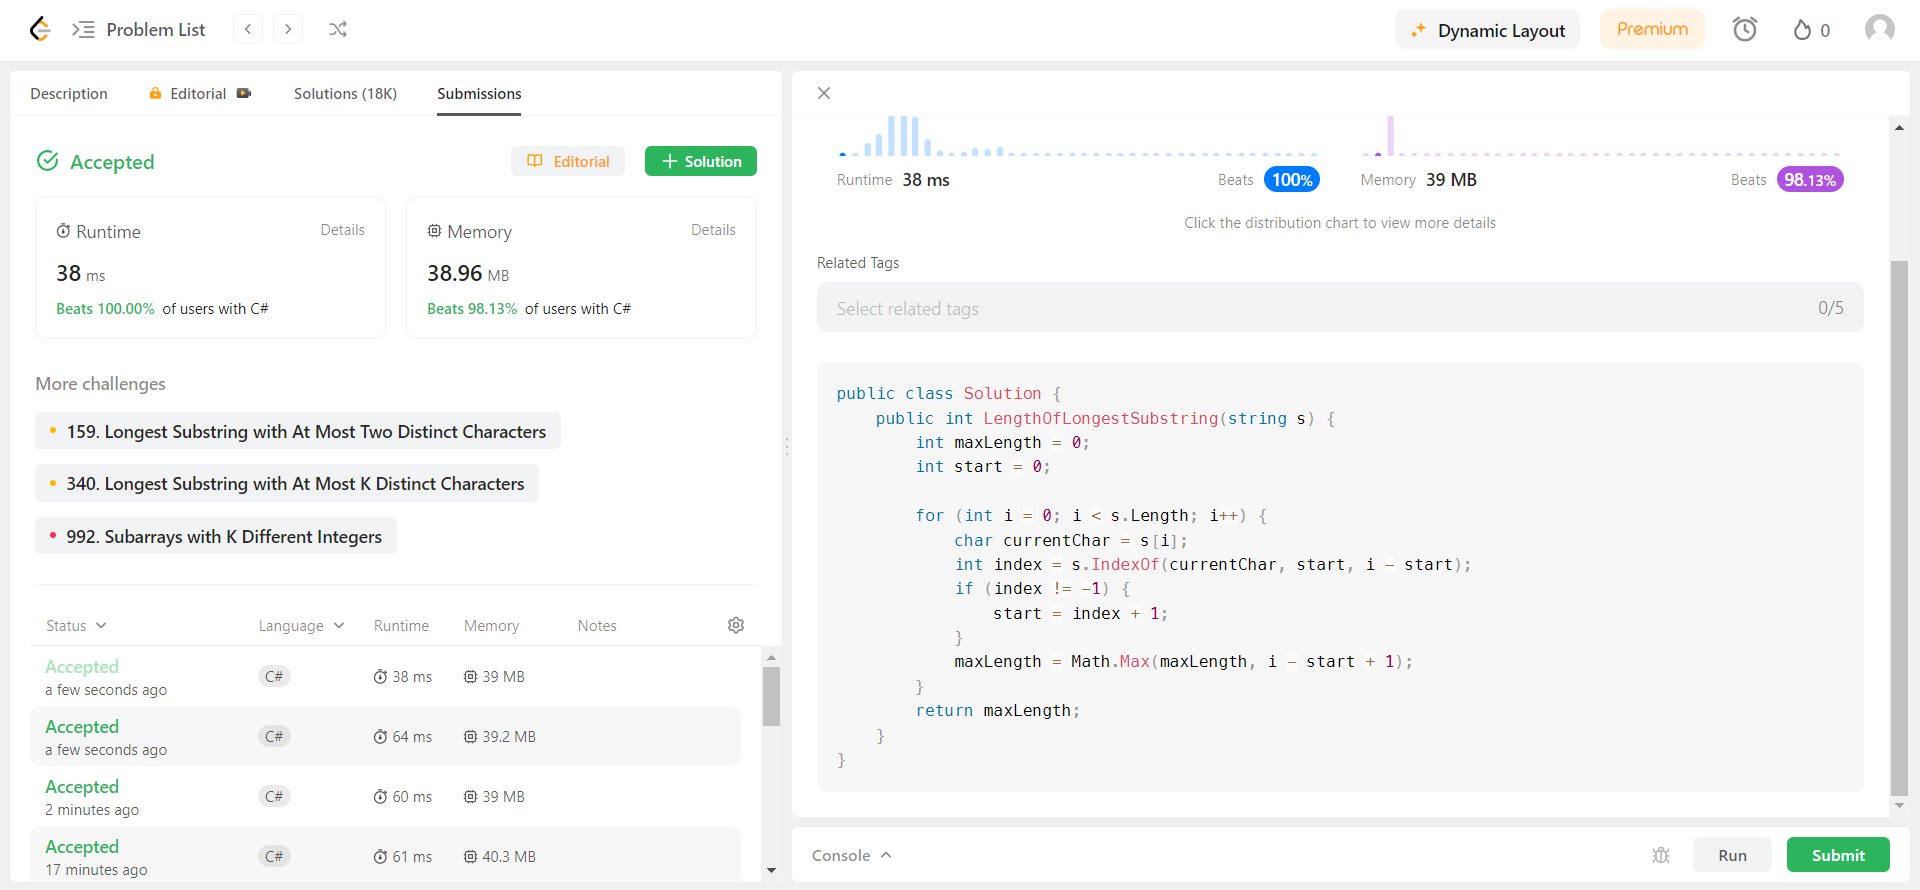 Problem List
Dynamic Layout
Premium
0
Description
Editorial
Solutions (18K)
Submissions
Accepted
Editorial
Solution
Runtime
Details
38 ms
Beats 100.00% of users with C#
Memory
Details
38.96 MB
Beats 98.13% of users with C#
More challenges
159. Longest Substring with At Most Two Distinct Characters
340. Longest Substring with At Most K Distinct Characters
992. Subarrays with K Different Integers
Status Language Runtime Memory Notes
Accepted
a few seconds ago
C# 38 ms 39 MB
Accepted
a few seconds ago
C# 64 ms 39.2 MB
Accepted
2 minutes ago
C# 60 ms 39 MB
Accepted
17 minutes ago
C# 61 ms 40.3 MB
Runtime 38 ms Beats 100%
Memory 39 MB Beats 98.13%
Click the distribution chart to view more details
Related Tags
Select related tags 0/5
public class Solution {
    public int LengthOfLongestSubstring(string s) {
        int maxLength = 0;
        int start = 0;

        for (int i = 0; i < s.Length; i++) {
            char currentChar = s[i];
            int index = s.IndexOf(currentChar, start, i - start);
            if (index != -1) {
                start = index + 1;
            }
            maxLength = Math.Max(maxLength, i - start + 1);
        }
        return maxLength;
    }
}
Console
Run
Submit